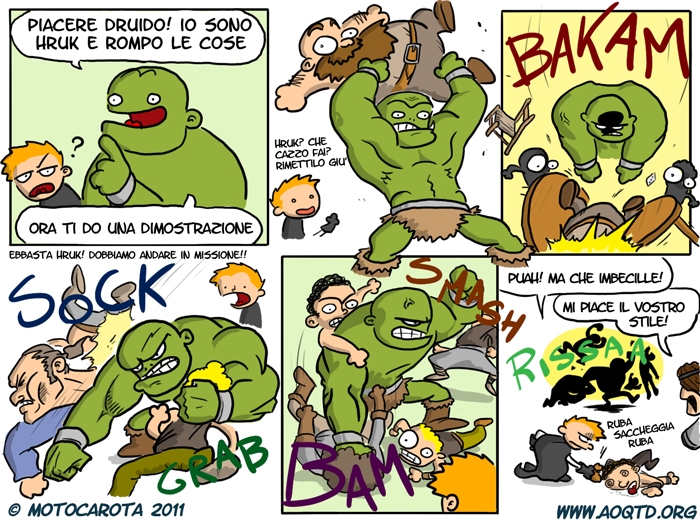 PIACERE DRUIDO! IO SONO
HRUK E ROMPO LE COSE
?
ORA TI DO UNA DIMOSTRAZIONE
HRUK? CHE
CAZZO FAI?
RIMETTILO GIU'
BAKAM
EBBASTA HRUK! DOBBIAMO ANDARE IN MISSIONE!!
SOCK
GRAB
SMASH
BAM
PUAH! MA CHE IMBECILLE!
MI PIACE IL VOSTRO
STILE!
RISSAA
RUBA
SACCHEGGIA
RUBA
© MOTOCAROTA 2011
WWW.AOQTD.ORG